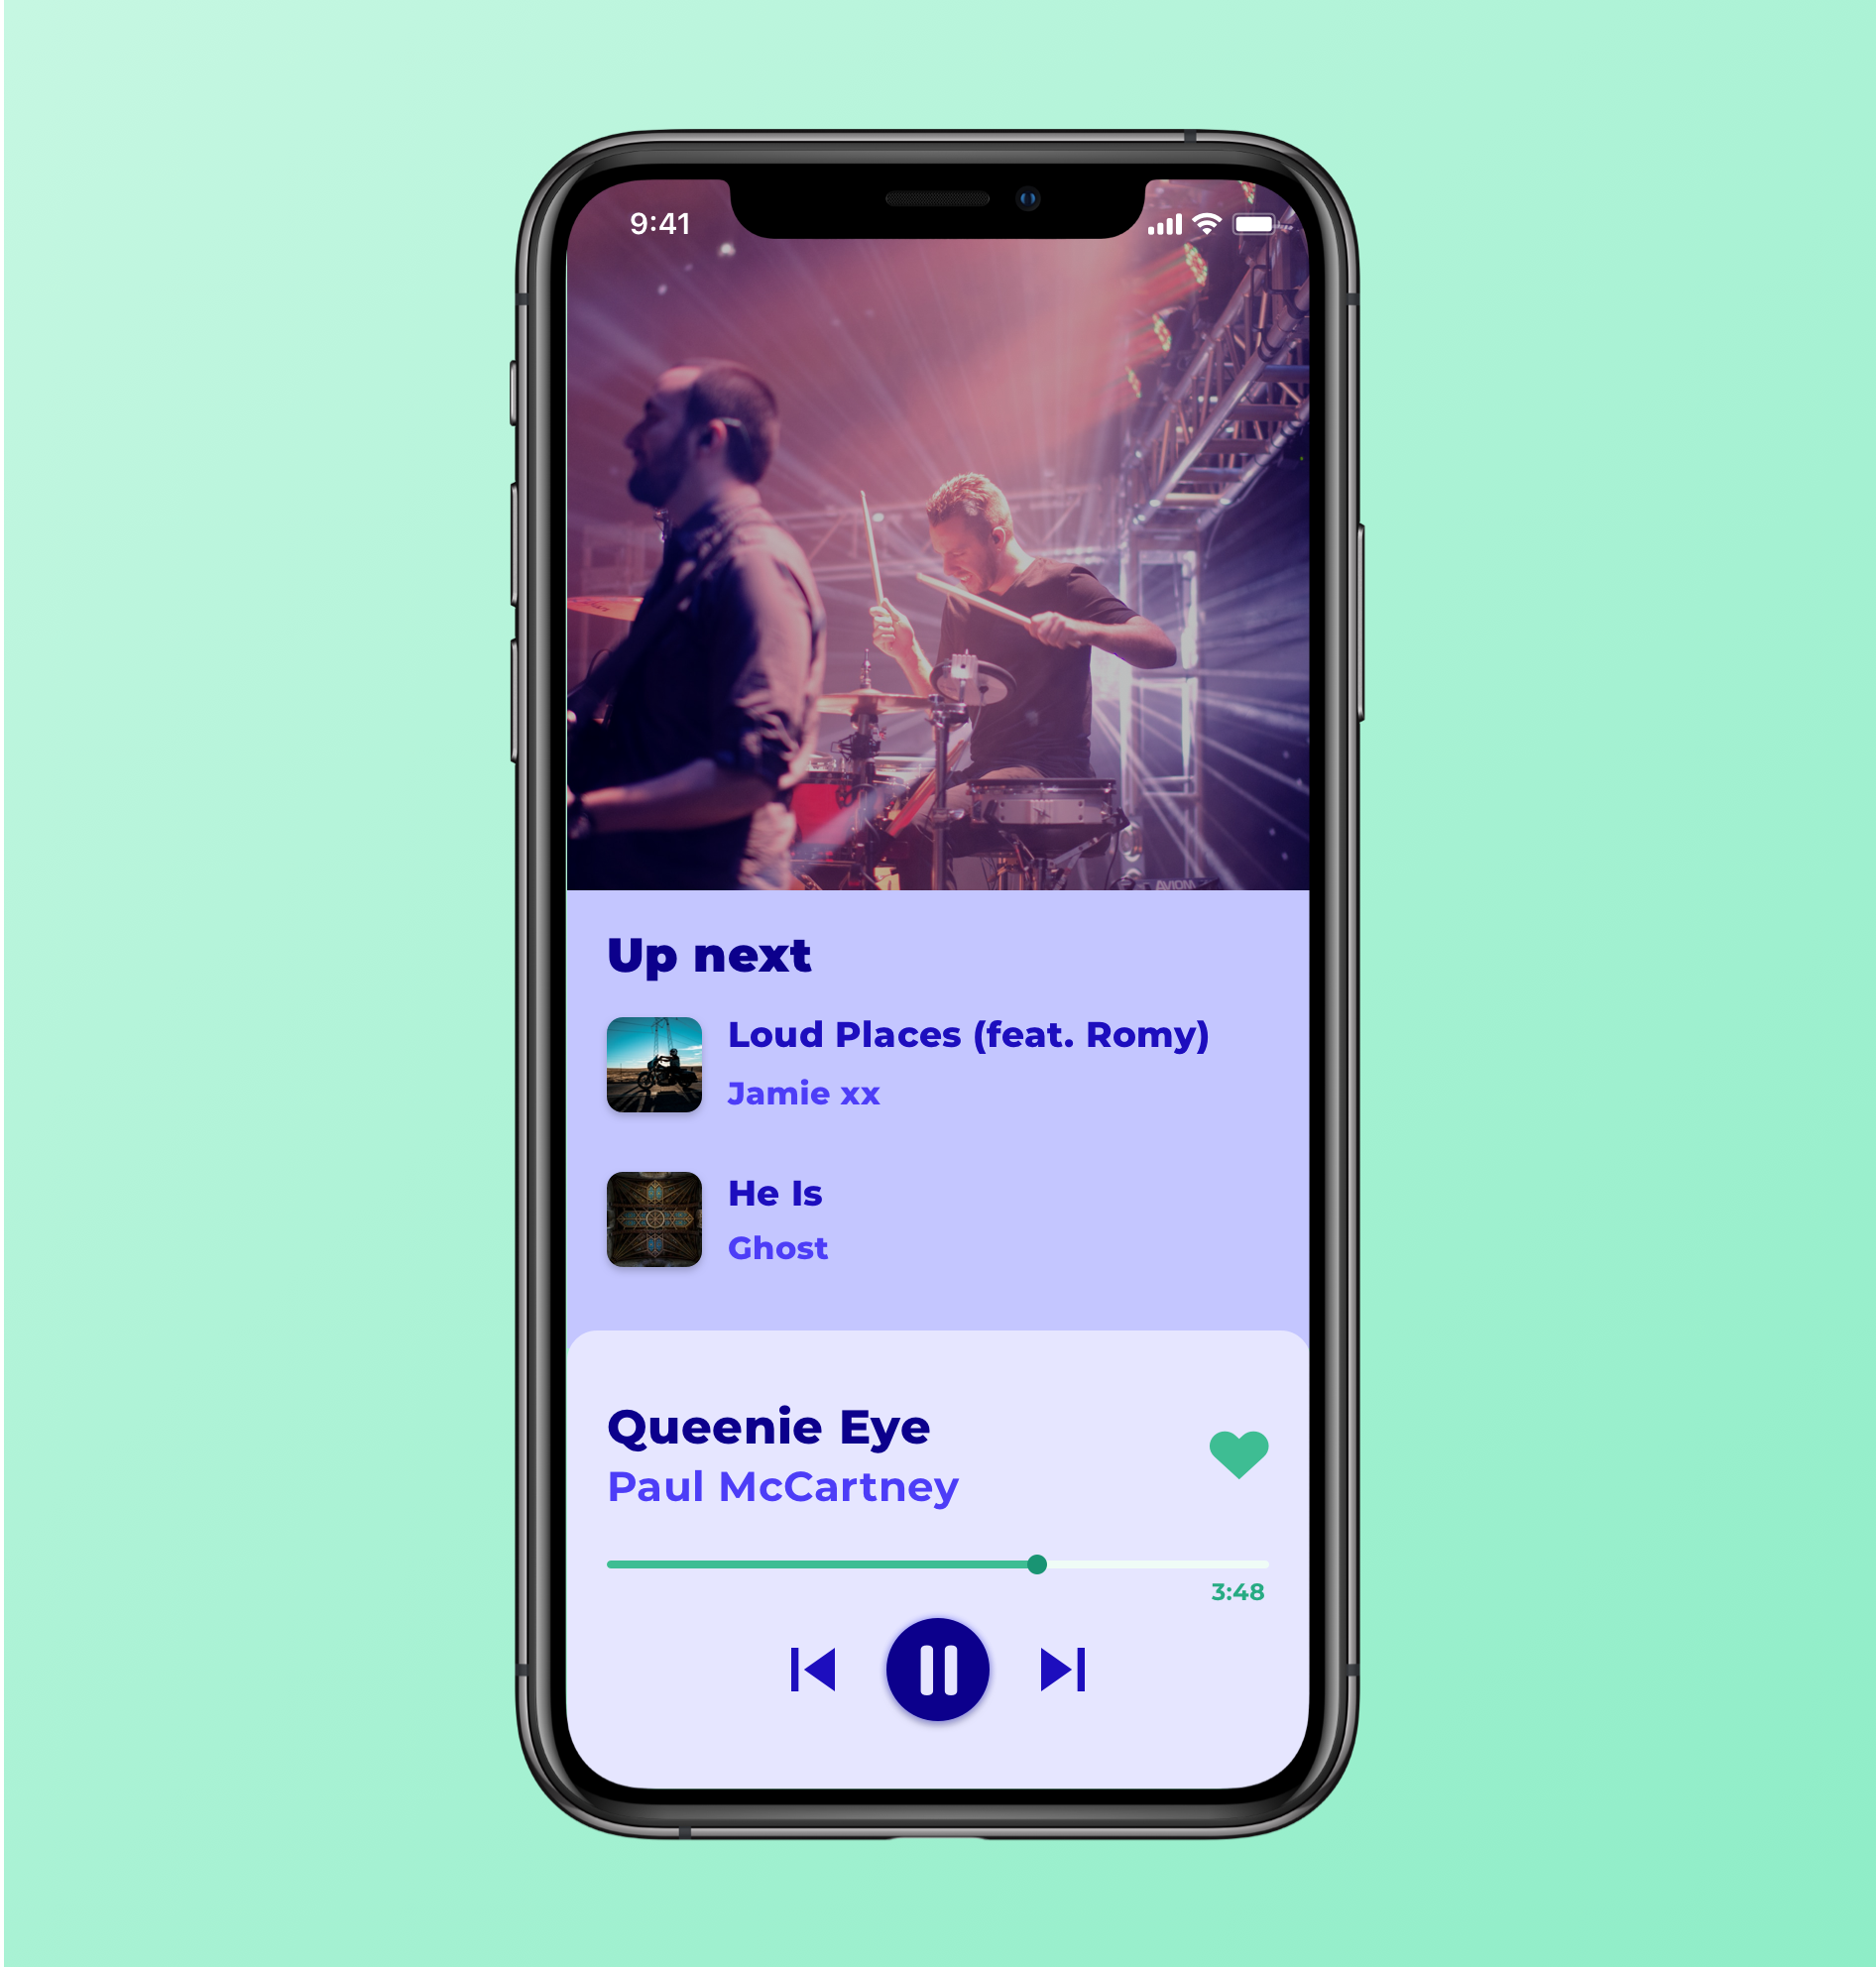 9:41
AVIOM
Up next
Loud Places (feat. Romy)
Jamie xx
He Is
Ghost
Queenie Eye
Paul McCartney
3:48